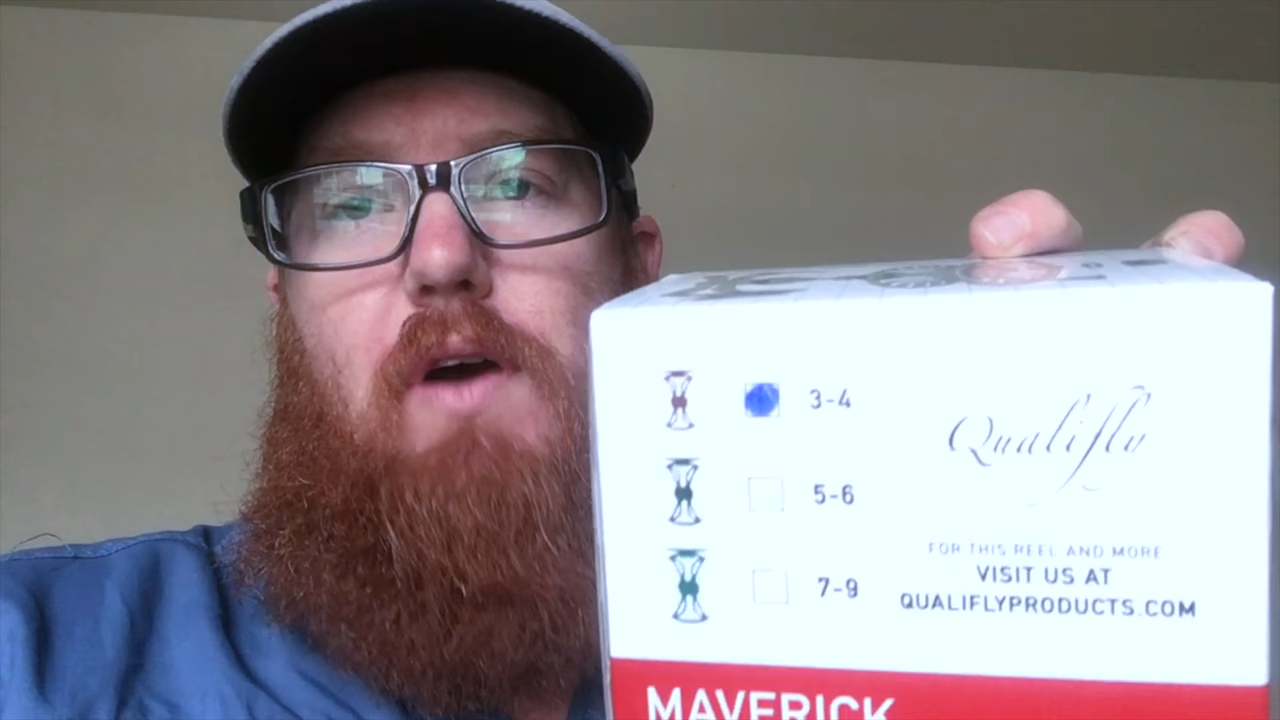 3-4
5-6
7-9
Qualifly
FOR THIS REEL AND MORE
VISIT US AT
QUALIFLYPRODUCTS.COM
MAVERICK